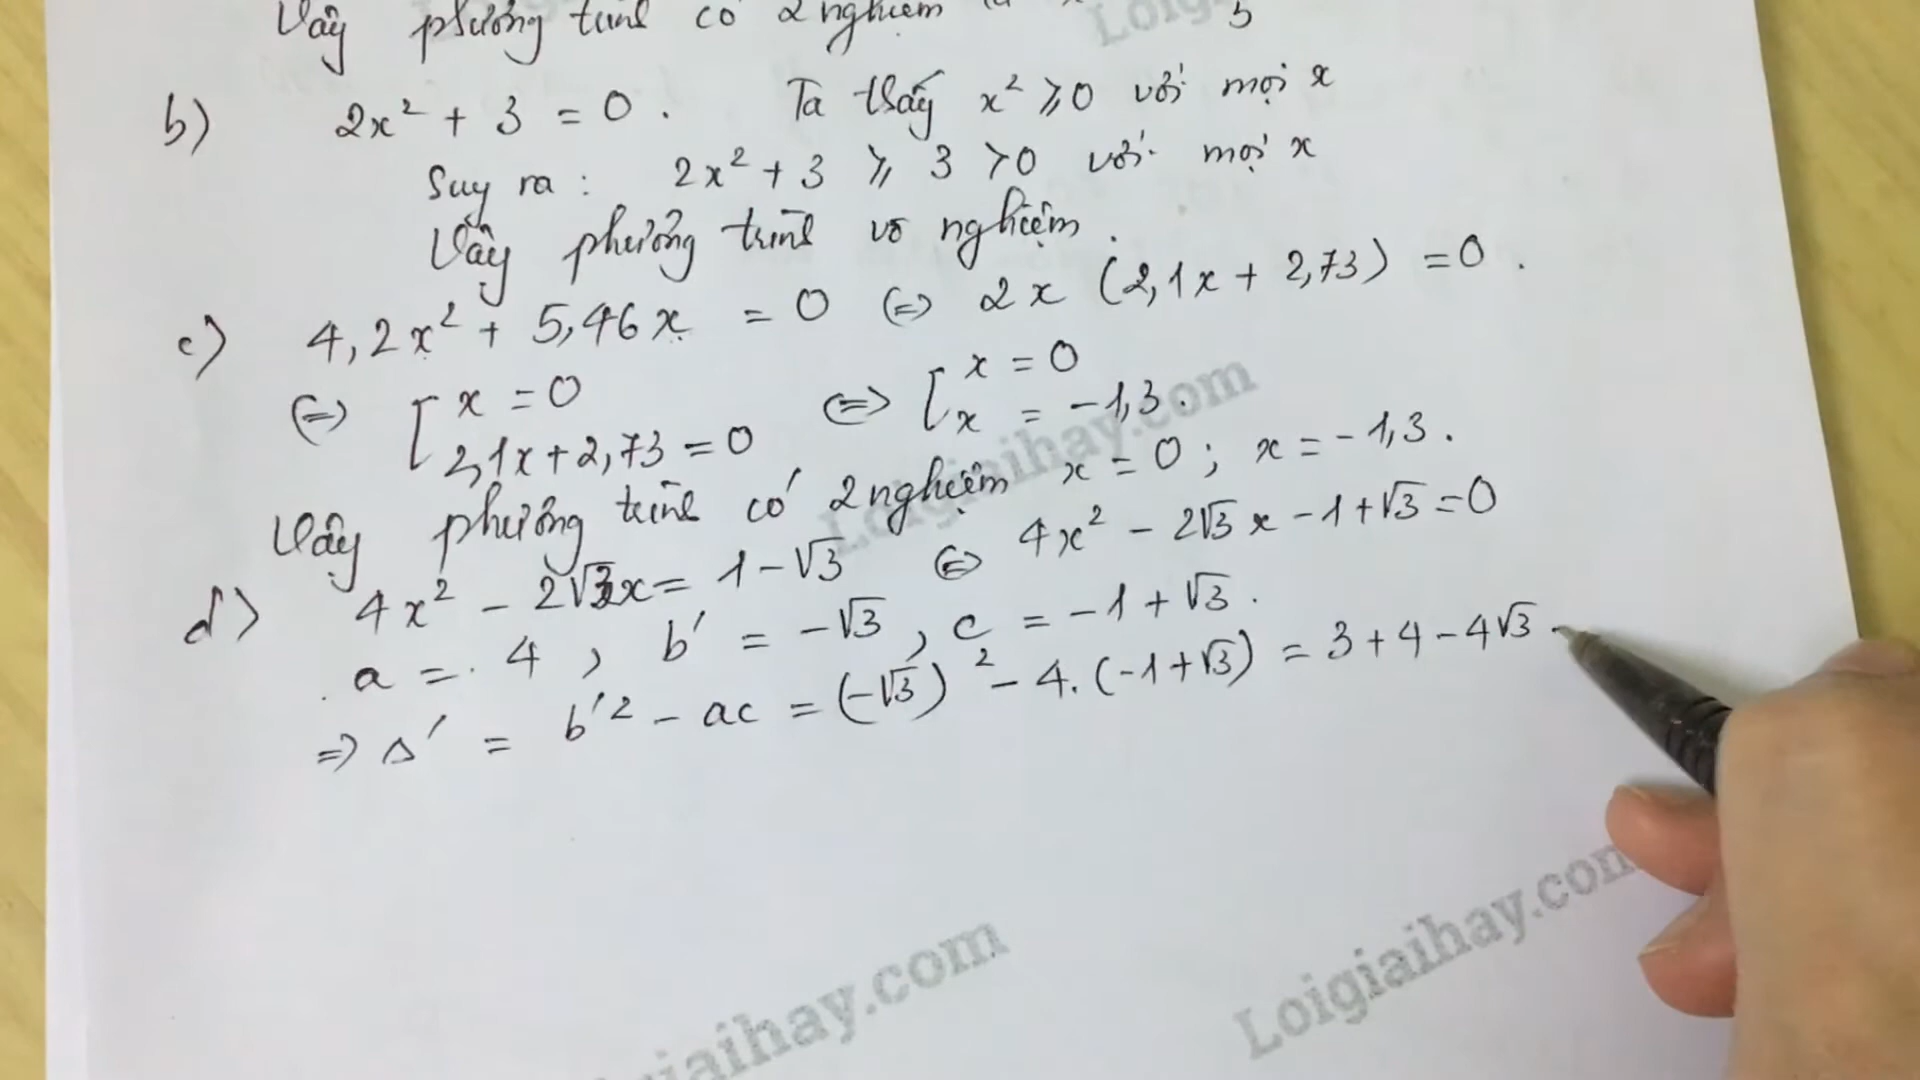 Vậy phương trình có 2 nghiệm là x 5
b) 2x² + 3 = 0 . Ta thấy x² ⩾ 0 với mọi x
Suy ra : 2x² + 3 ⩾ 3 > 0 với mọi x
Vậy phương trình vô nghiệm .
c) 4,2x² + 5,46x = 0 (=) 2x (2,1x + 2,73) = 0 .
(=) [ x = 0 (=) [ x = 0
2,1x + 2,73 = 0 x = -1,3 .
Vậy phương trình có 2 nghiệm x = 0 ; x = -1,3 .
d) 4x² - 2√3x = 1 - √3 (=) 4x² - 2√3 x - 1 + √3 = 0
a = 4 , b' = -√3 , c = -1 + √3 .
=) Δ' = b'² - ac = (-√3)² - 4. (-1 + √3) = 3 + 4 - 4√3
Loigiaihay.com
Loigiaihay.com
Loigiaihay.com